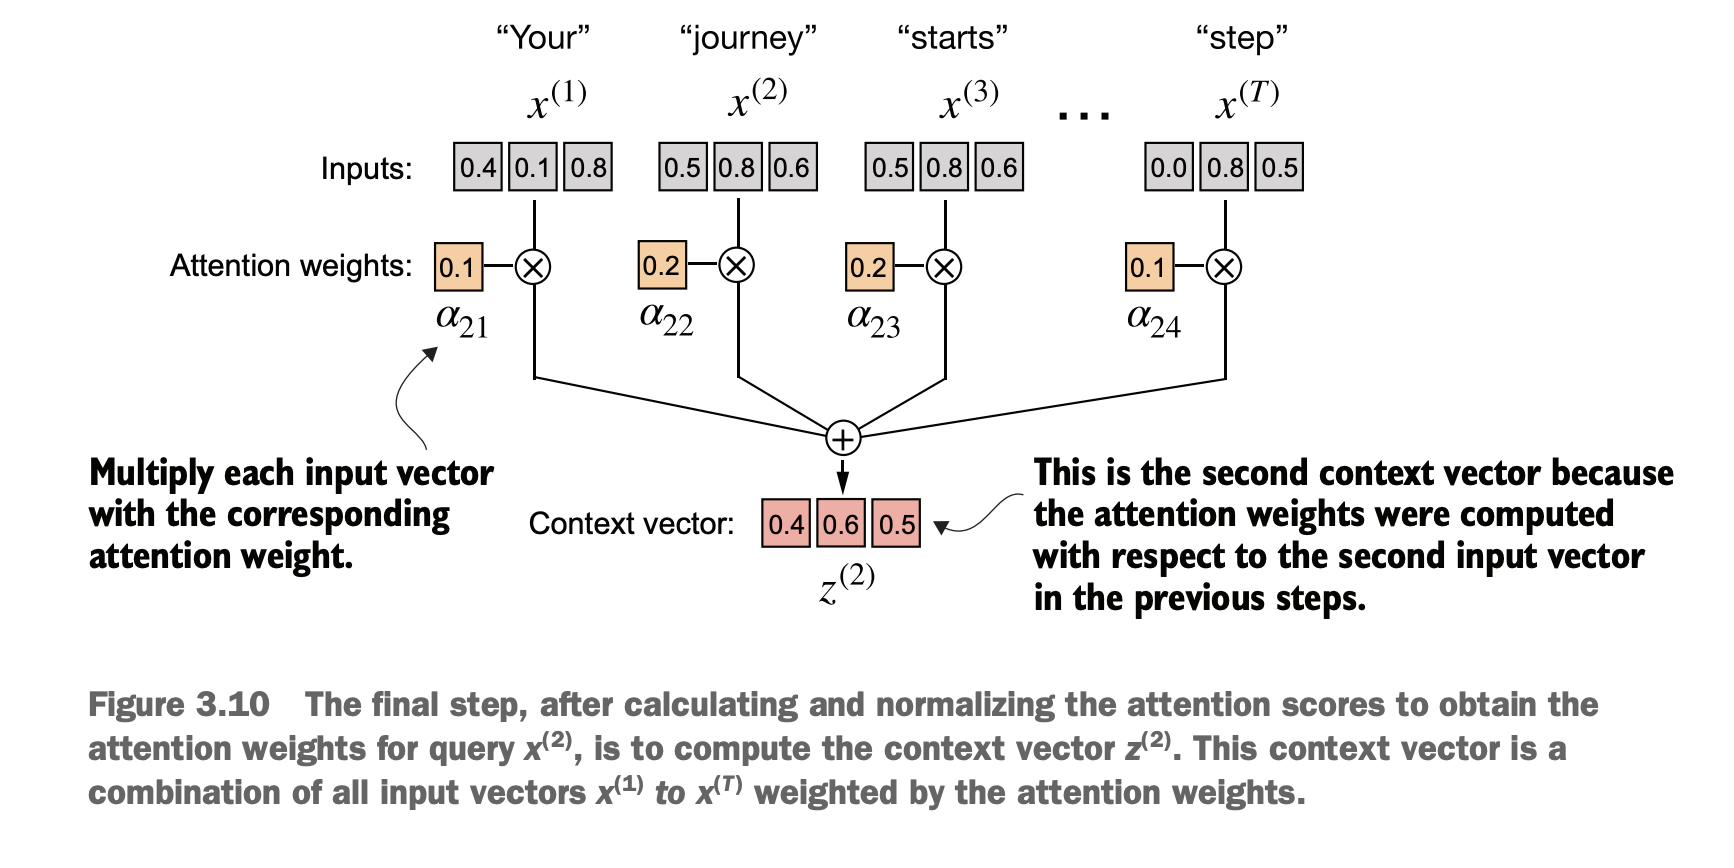 “Your” “journey” “starts” “step”
x(1) x(2) x(3) ... x(T)
Inputs: 0.4 0.1 0.8 0.5 0.8 0.6 0.5 0.8 0.6 0.0 0.8 0.5
Attention weights: 0.1 0.2 0.2 0.1
α21 α22 α23 α24
Multiply each input vector
with the corresponding
attention weight.
Context vector: 0.4 0.6 0.5
z(2)
This is the second context vector because
the attention weights were computed
with respect to the second input vector
in the previous steps.
Figure 3.10 The final step, after calculating and normalizing the attention scores to obtain the
attention weights for query x(2), is to compute the context vector z(2). This context vector is a
combination of all input vectors x(1) to x(T) weighted by the attention weights.